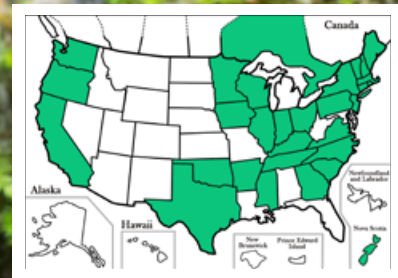 Canada
Alaska
Hawaii
New
Brunswick
Prince Edward
Island
Newfoundland
and Labrador
Nova Scotia